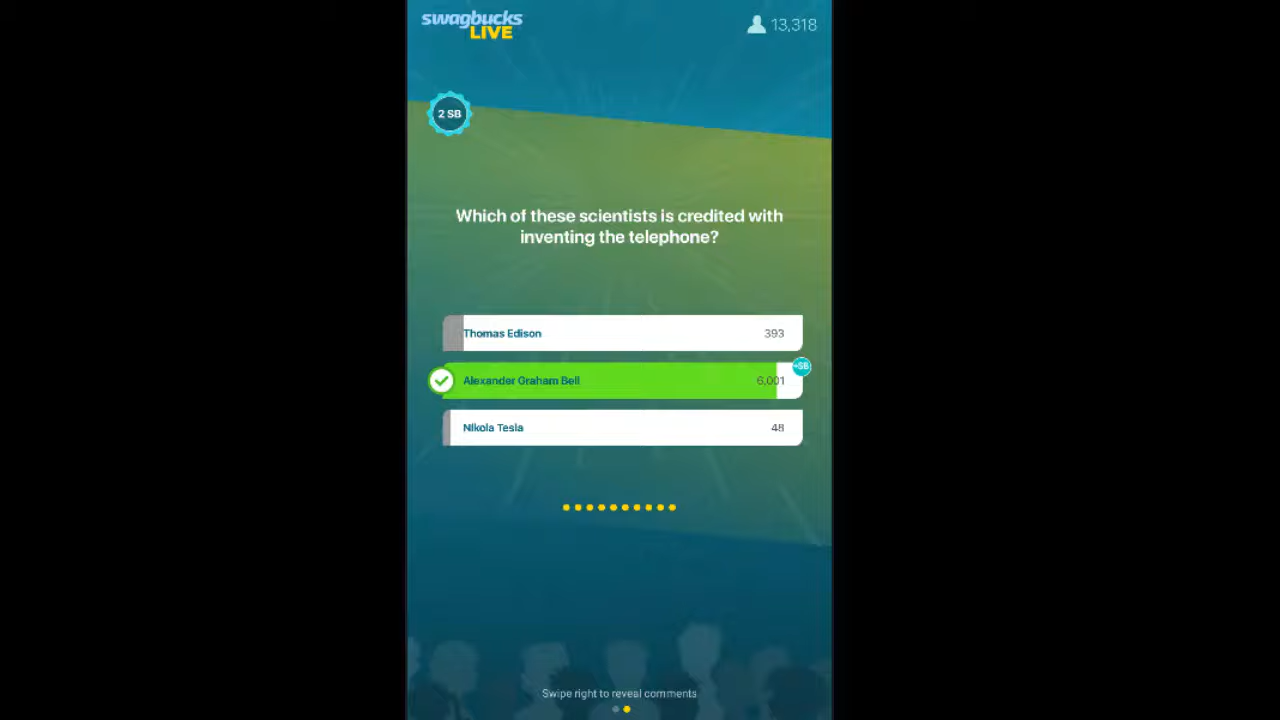 swagbucks
LIVE
13,318
2 SB
Which of these scientists is credited with
inventing the telephone?
Thomas Edison 393
Alexander Graham Bell 6,001
+SB
Nikola Tesla 48
Swipe right to reveal comments